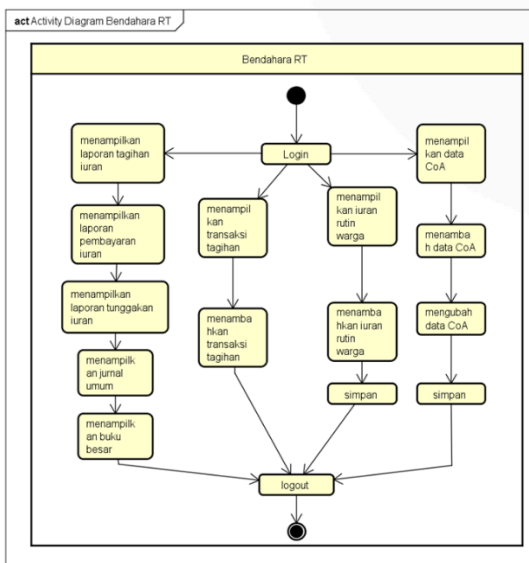 act Activity Diagram Bendahara RT
Bendahara RT
Login
menampilkan
laporan tagihan
iuran
menampilkan
laporan
pembayaran
iuran
menampilkan
laporan tunggakan
iuran
menampilk
an jurnal
umum
menampilk
an buku
besar
menampil
kan
transaksi
tagihan
menamba
hkan
transaksi
tagihan
menampil
kan iuran
rutin
warga
menamba
hkan iuran
rutin
warga
simpan
menampil
kan data
CoA
menamba
h data CoA
mengubah
data CoA
simpan
logout